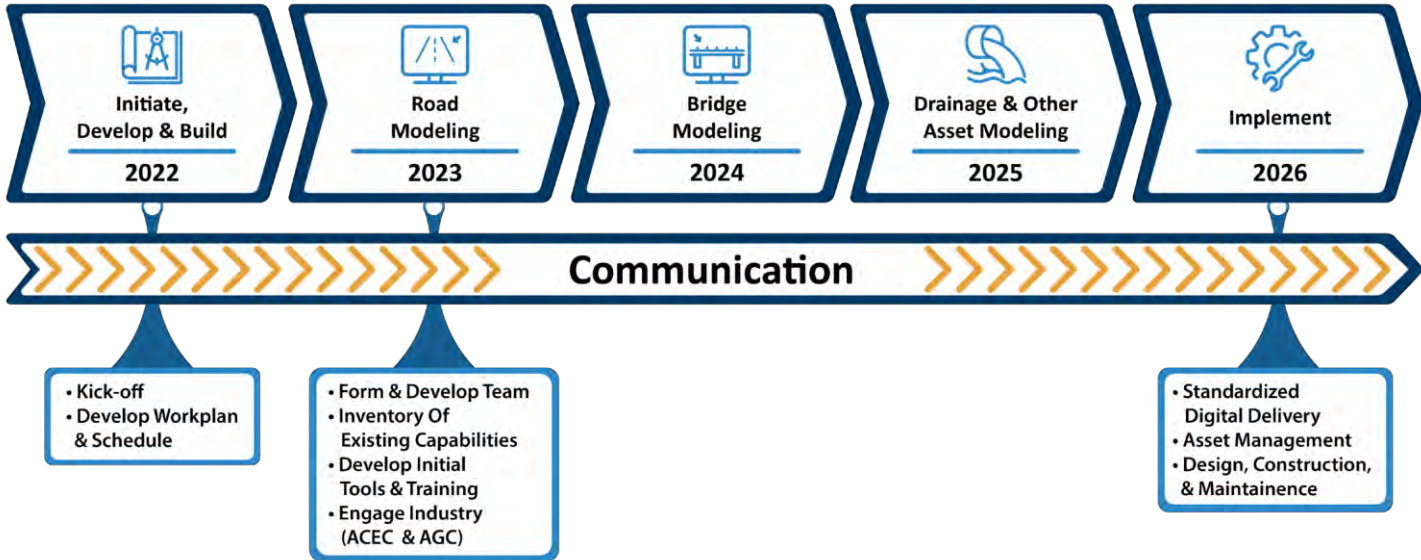 Initiate,
Develop & Build
2022
Road
Modeling
2023
Bridge
Modeling
2024
Drainage & Other
Asset Modeling
2025
Implement
2026
Communication
• Kick-off
• Develop Workplan
& Schedule
• Form & Develop Team
• Inventory Of
Existing Capabilities
• Develop Initial
Tools & Training
• Engage Industry
(ACEC & AGC)
• Standardized
Digital Delivery
• Asset Management
• Design, Construction,
& Maintainence